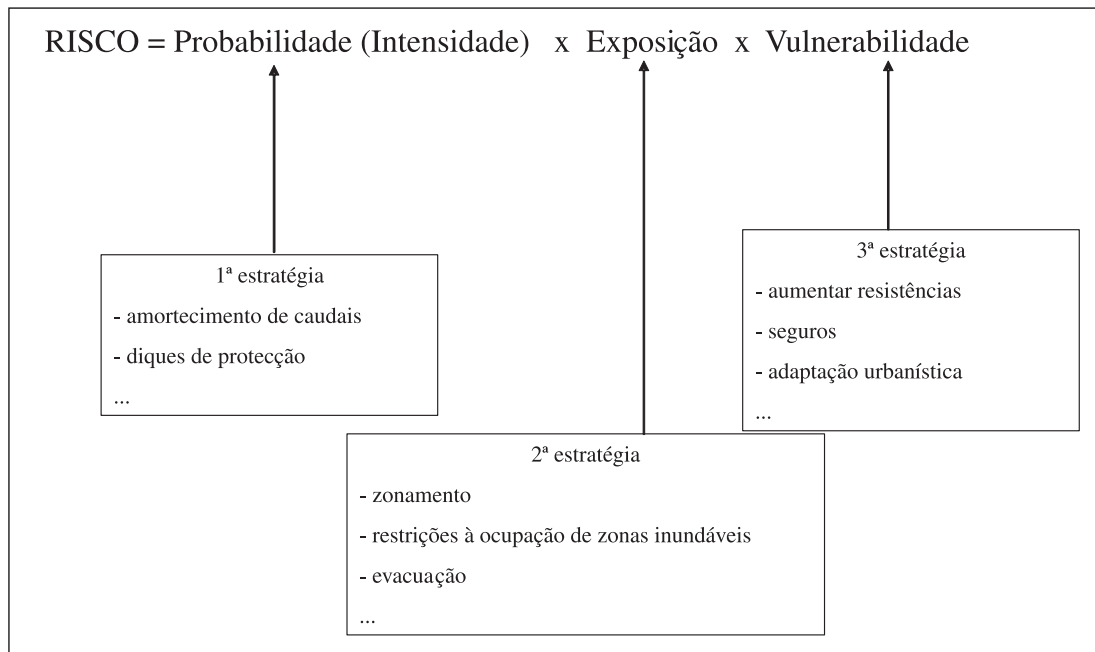 RISCO = Probabilidade (Intensidade) x Exposição x Vulnerabilidade
1ª estratégia
- amortecimento de caudais
- diques de protecção
...
3ª estratégia
- aumentar resistências
- seguros
- adaptação urbanística
...
2ª estratégia
- zonamento
- restrições à ocupação de zonas inundáveis
- evacuação
...